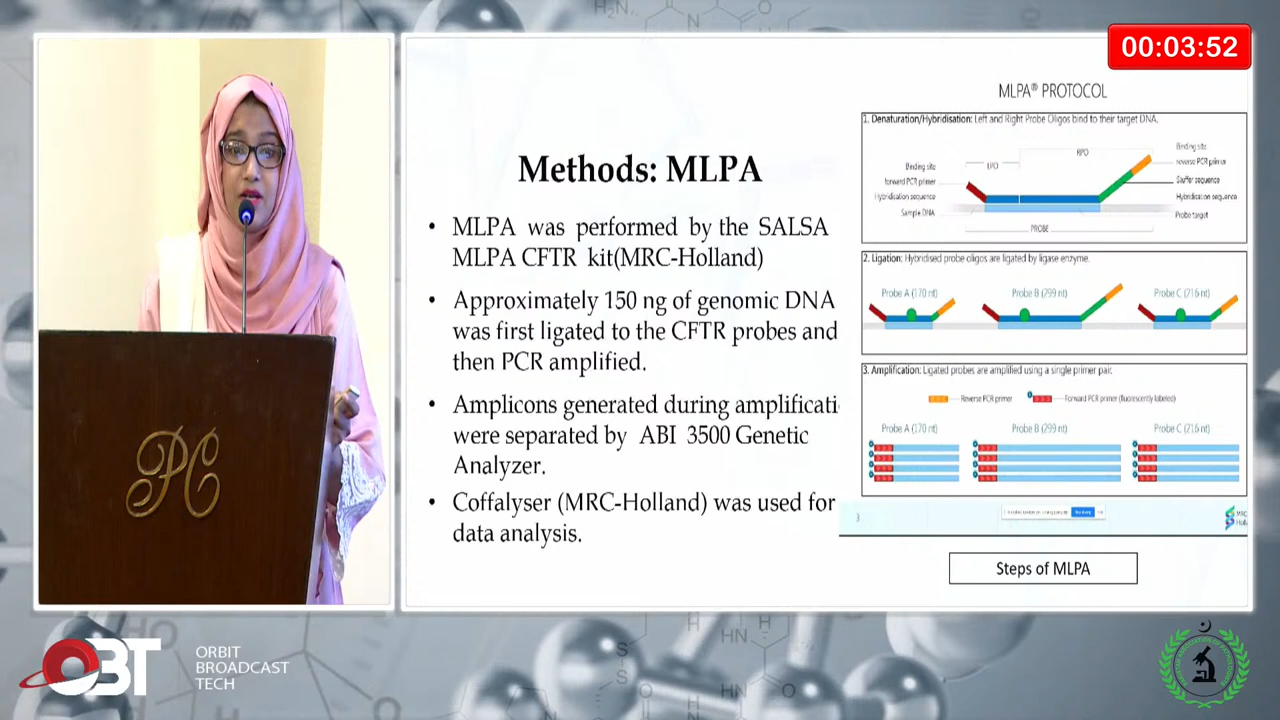 00:03:52
MLPA® PROTOCOL
Methods: MLPA
• MLPA was performed by the SALSA
MLPA CFTR kit(MRC-Holland)
• Approximately 150 ng of genomic DNA
was first ligated to the CFTR probes and
then PCR amplified.
• Amplicons generated during amplificati
were separated by ABI 3500 Genetic
Analyzer.
• Coffalyser (MRC-Holland) was used for
data analysis.
1. Denaturation/Hybridisation: Left and Right Probe Oligos bind to their target DNA.
LPO
RPO
Binding site
forward PCR primer
Hybridisation sequence
Sample DNA
Binding site
reverse PCR primer
Stuffer sequence
Hybridisation sequence
Probe target
PROBE
2. Ligation: Hybridised probe oligos are ligated by ligase enzyme.
Probe A (170 nt)
Probe B (299 nt)
Probe C (216 nt)
3. Amplification: Ligated probes are amplified using a single primer pair.
Reverse PCR primer
Forward PCR primer (fluorescently labeled)
Probe A (170 nt)
Probe B (299 nt)
Probe C (216 nt)
3
MRC
Steps of MLPA
PC
OBT
ORBIT
BROADCAST
TECH